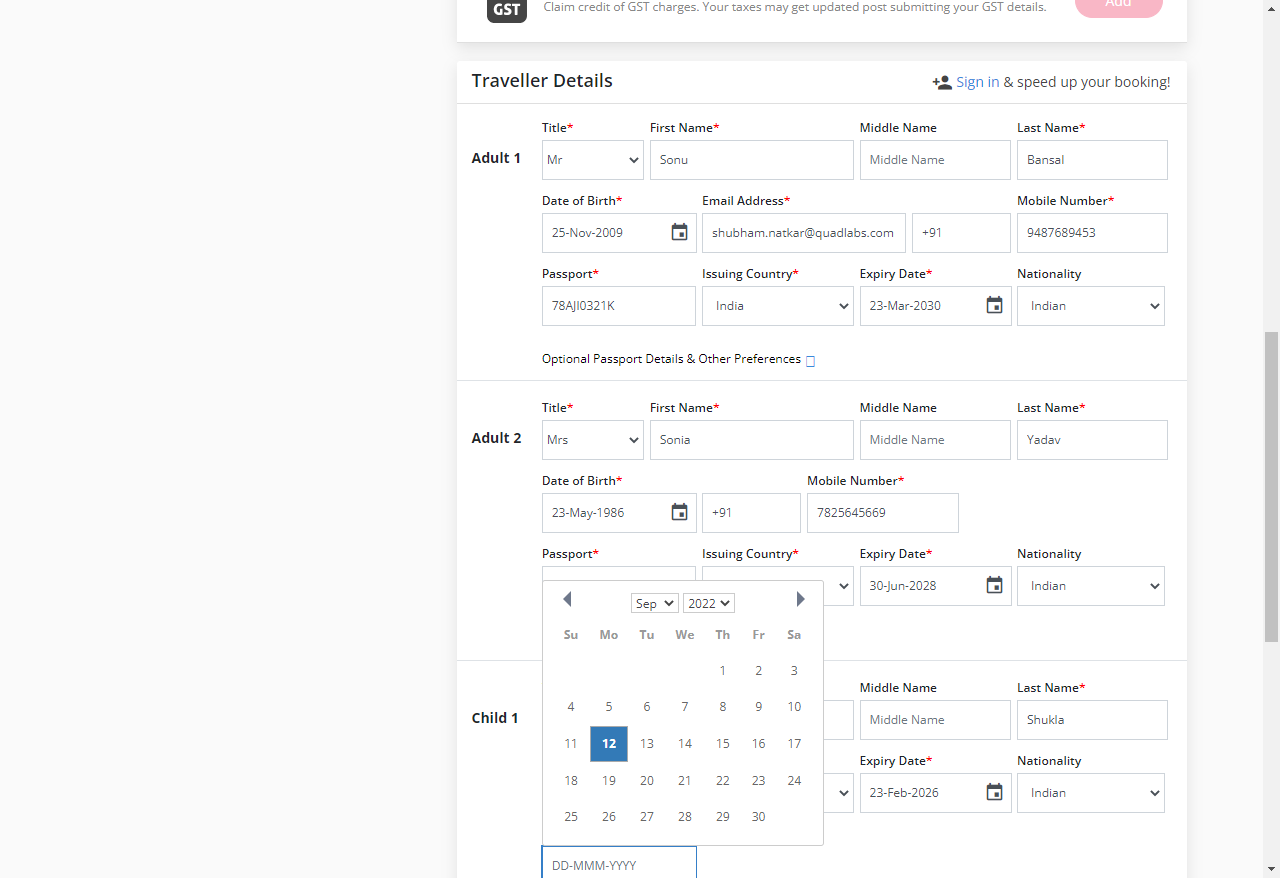 GST Claim credit of GST charges. Your taxes may get updated post submitting your GST details. Add
Traveller Details Sign in & speed up your booking!
Title* First Name* Middle Name Last Name*
Adult 1 Mr Sonu Middle Name Bansal
Date of Birth* Email Address* Mobile Number*
25-Nov-2009 shubham.natkar@quadlabs.com +91 9487689453
Passport* Issuing Country* Expiry Date* Nationality
78AJI0321K India 23-Mar-2030 Indian
Optional Passport Details & Other Preferences
Title* First Name* Middle Name Last Name*
Adult 2 Mrs Sonia Middle Name Yadav
Date of Birth* Mobile Number*
23-May-1986 +91 7825645669
Passport* Issuing Country* Expiry Date* Nationality
30-Jun-2028 Indian
Sep 2022
Su Mo Tu We Th Fr Sa
1 2 3
4 5 6 7 8 9 10
11 12 13 14 15 16 17
18 19 20 21 22 23 24
25 26 27 28 29 30
Middle Name Last Name*
Child 1 Middle Name Shukla
Expiry Date* Nationality
23-Feb-2026 Indian
DD-MMM-YYYY